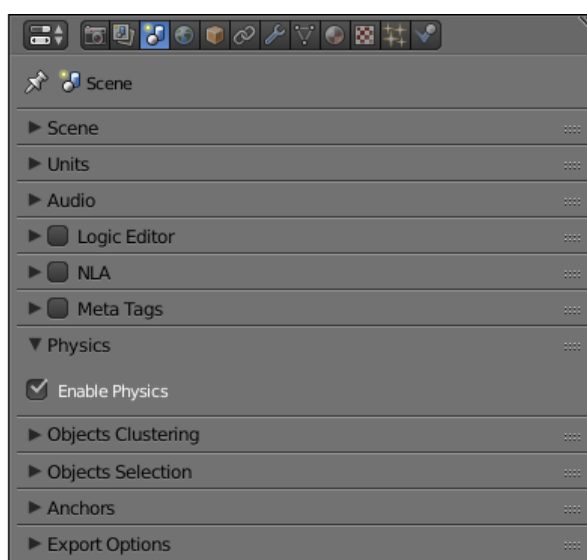 Scene
Scene
Units
Audio
Logic Editor
NLA
Meta Tags
Physics
Enable Physics
Objects Clustering
Objects Selection
Anchors
Export Options